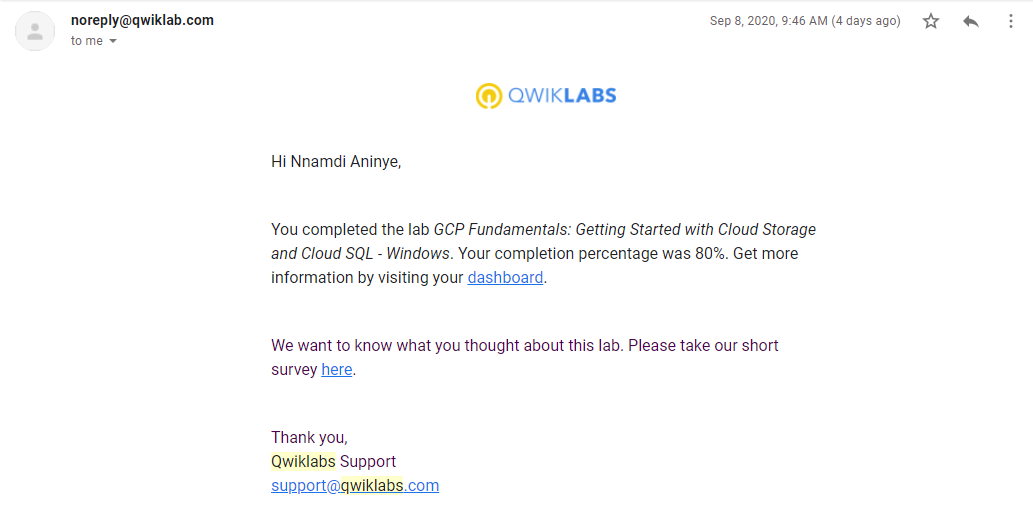 noreply@qwiklab.com
Sep 8, 2020, 9:46 AM (4 days ago)
to me
QWIKLABS
Hi Nnamdi Aninye,
You completed the lab GCP Fundamentals: Getting Started with Cloud Storage
and Cloud SQL - Windows. Your completion percentage was 80%. Get more
information by visiting your dashboard.
We want to know what you thought about this lab. Please take our short
survey here.
Thank you,
Qwiklabs Support
support@qwiklabs.com